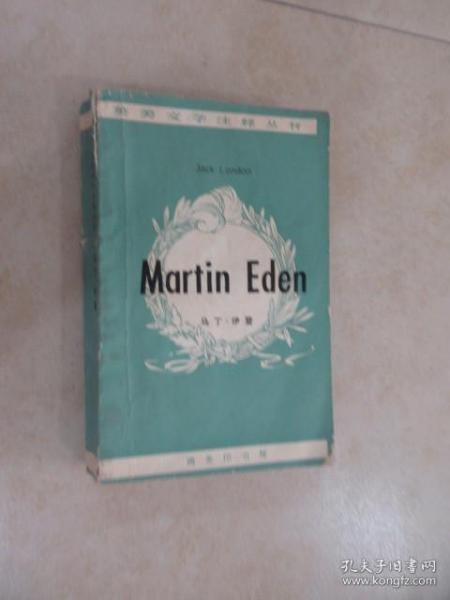 英美文学注释丛书
Jack London
Martin Eden
马丁·伊登
商务印书馆
孔夫子旧书网
www.kongfz.com